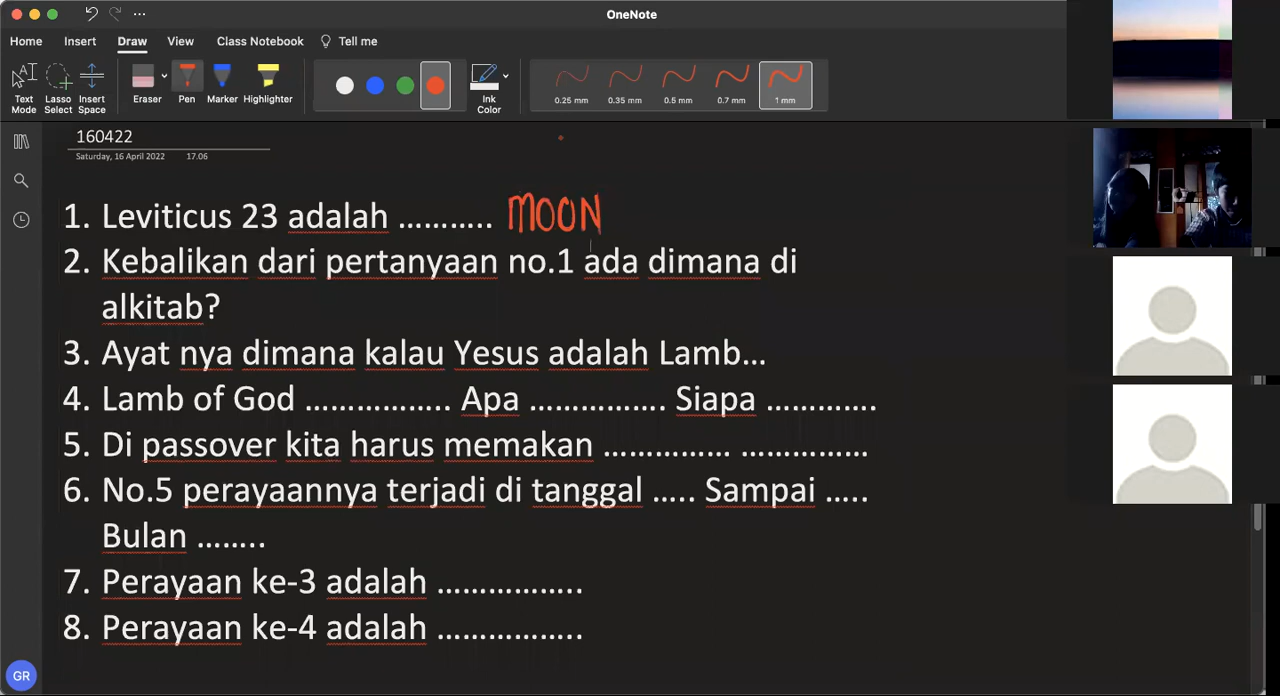 OneNote
Home Insert Draw View Class Notebook Tell me
Text Mode Lasso Select Insert Space Eraser Pen Marker Highlighter Ink Color 0.25 mm 0.35 mm 0.5 mm 0.7 mm 1 mm
160422
Saturday, 16 April 2022 17.06
1. Leviticus 23 adalah ……….. MOON
2. Kebalikan dari pertanyaan no.1 ada dimana di
alkitab?
3. Ayat nya dimana kalau Yesus adalah Lamb…
4. Lamb of God …………….. Apa ……………. Siapa ………….
5. Di passover kita harus memakan …………… ……………
6. No.5 perayaannya terjadi di tanggal ….. Sampai …..
Bulan ……..
7. Perayaan ke-3 adalah ……………..
8. Perayaan ke-4 adalah ……………..
GR